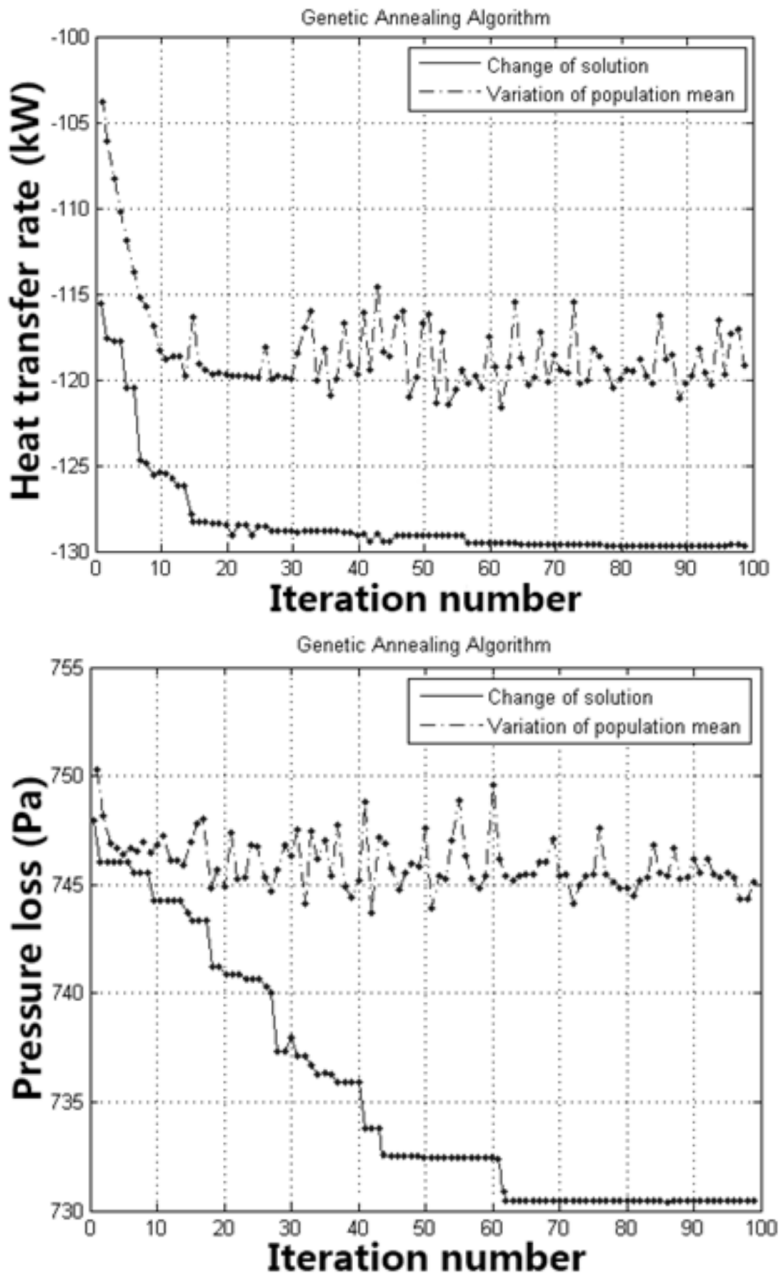 Genetic Annealing Algorithm
-100
Change of solution
Variation of population mean
-105
-110
-115
-120
-125
-130
Heat transfer rate (kW)
0 10 20 30 40 50 60 70 80 90 100
Iteration number
Genetic Annealing Algorithm
755
Change of solution
Variation of population mean
750
745
740
735
730
Pressure loss (Pa)
0 10 20 30 40 50 60 70 80 90 100
Iteration number